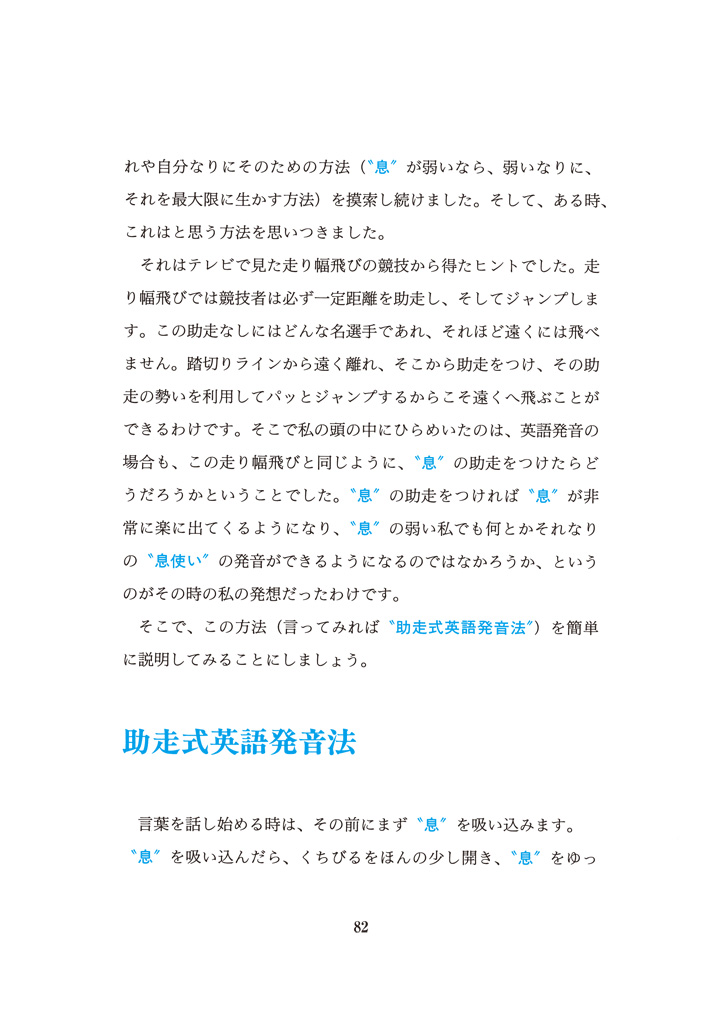 れや自分なりにそのための方法（〝息〞が弱いなら、弱いなりに、
それを最大限に生かす方法）を摸索し続けました。そして、ある時、
これはと思う方法を思いつきました。
　それはテレビで見た走り幅飛びの競技から得たヒントでした。走
り幅飛びでは競技者は必ず一定距離を助走し、そしてジャンプしま
す。この助走なしにはどんな名選手であれ、それほど遠くには飛べ
ません。踏切りラインから遠く離れ、そこから助走をつけ、その助
走の勢いを利用してパッとジャンプするからこそ遠くへ飛ぶことが
できるわけです。そこで私の頭の中にひらめいたのは、英語発音の
場合も、この走り幅飛びと同じように、〝息〞の助走をつけたらど
うだろうかということでした。〝息〞の助走をつければ〝息〞が非
常に楽に出てくるようになり、〝息〞の弱い私でも何とかそれなり
の〝息使い〞の発音ができるようになるのではなかろうか、という
のがその時の私の発想だったわけです。
　そこで、この方法（言ってみれば〝助走式英語発音法〞）を簡単
に説明してみることにしましょう。
助走式英語発音法
　言葉を話し始める時は、その前にまず〝息〞を吸い込みます。
〝息〞を吸い込んだら、くちびるをほんの少し開き、〝息〞をゆっ
82